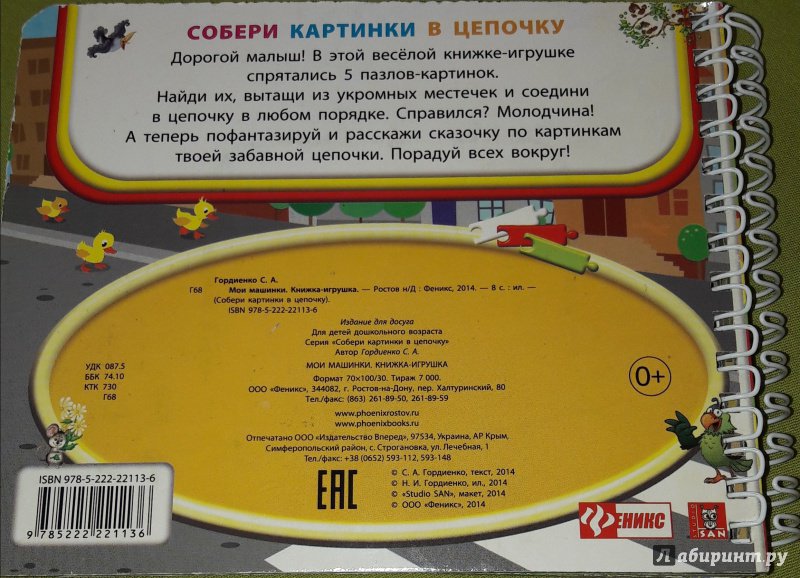 СОБЕРИ КАРТИНКИ В ЦЕПОЧКУ
Дорогой малыш! В этой весёлой книжке-игрушке
спрятались 5 пазлов-картинок.
Найди их, вытащи из укромных местечек и соедини
в цепочку в любом порядке. Справился? Молодчина!
А теперь пофантазируй и расскажи сказочку по картинкам
твоей забавной цепочки. Порадуй всех вокруг!
Гордиенко С. А.
Г68 Мои машинки. Книжка-игрушка. — Ростов н/Д : Феникс, 2014. — 8 с. : ил. —
(Собери картинки в цепочку).
ISBN 978-5-222-22113-6
Издание для досуга
Для детей дошкольного возраста
Серия «Собери картинки в цепочку»
Автор Гордиенко С. А.
УДК 087.5
ББК 74.10
КТК 730
Г68
МОИ МАШИНКИ. КНИЖКА-ИГРУШКА
Формат 70×100/30. Тираж 7 000.
ООО «Феникс», 344082, г. Ростов-на-Дону, пер. Халтуринский, 80
Тел./факс: (863) 261-89-50, 261-89-59
www.phoenixrostov.ru
www.phoenixbooks.ru
Отпечатано ООО «Издательство Вперед», 97534, Украина, АР Крым,
Симферопольский район, с. Строгановка, ул. Лечебная, 1
Тел./факс: +38 (0652) 593-112, 593-148
0+
© С. А. Гордиенко, текст, 2014
© Н. И. Гордиенко, ил., 2014
© «Studio SAN», макет, 2014
© ООО «Феникс», 2014
EAC
ISBN 978-5-222-22113-6
9 785222 221136
ФЕНИКС
STUDIO
SAN
Лабиринт.ру